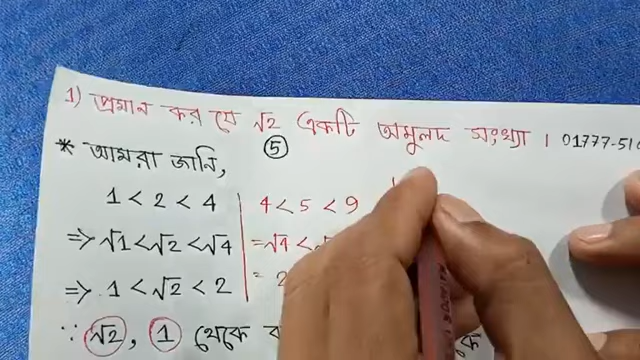 1) প্রমান কর যে √2 একটি অমুলদ সংখ্যা । 01777-510
5
* আমরা জানি,
1 < 2 < 4
4 < 5 < 9
⇒ √1 < √2 < √4
= √4 <
⇒ 1 < √2 < 2
= 2
∵ √2, 1 থেকে